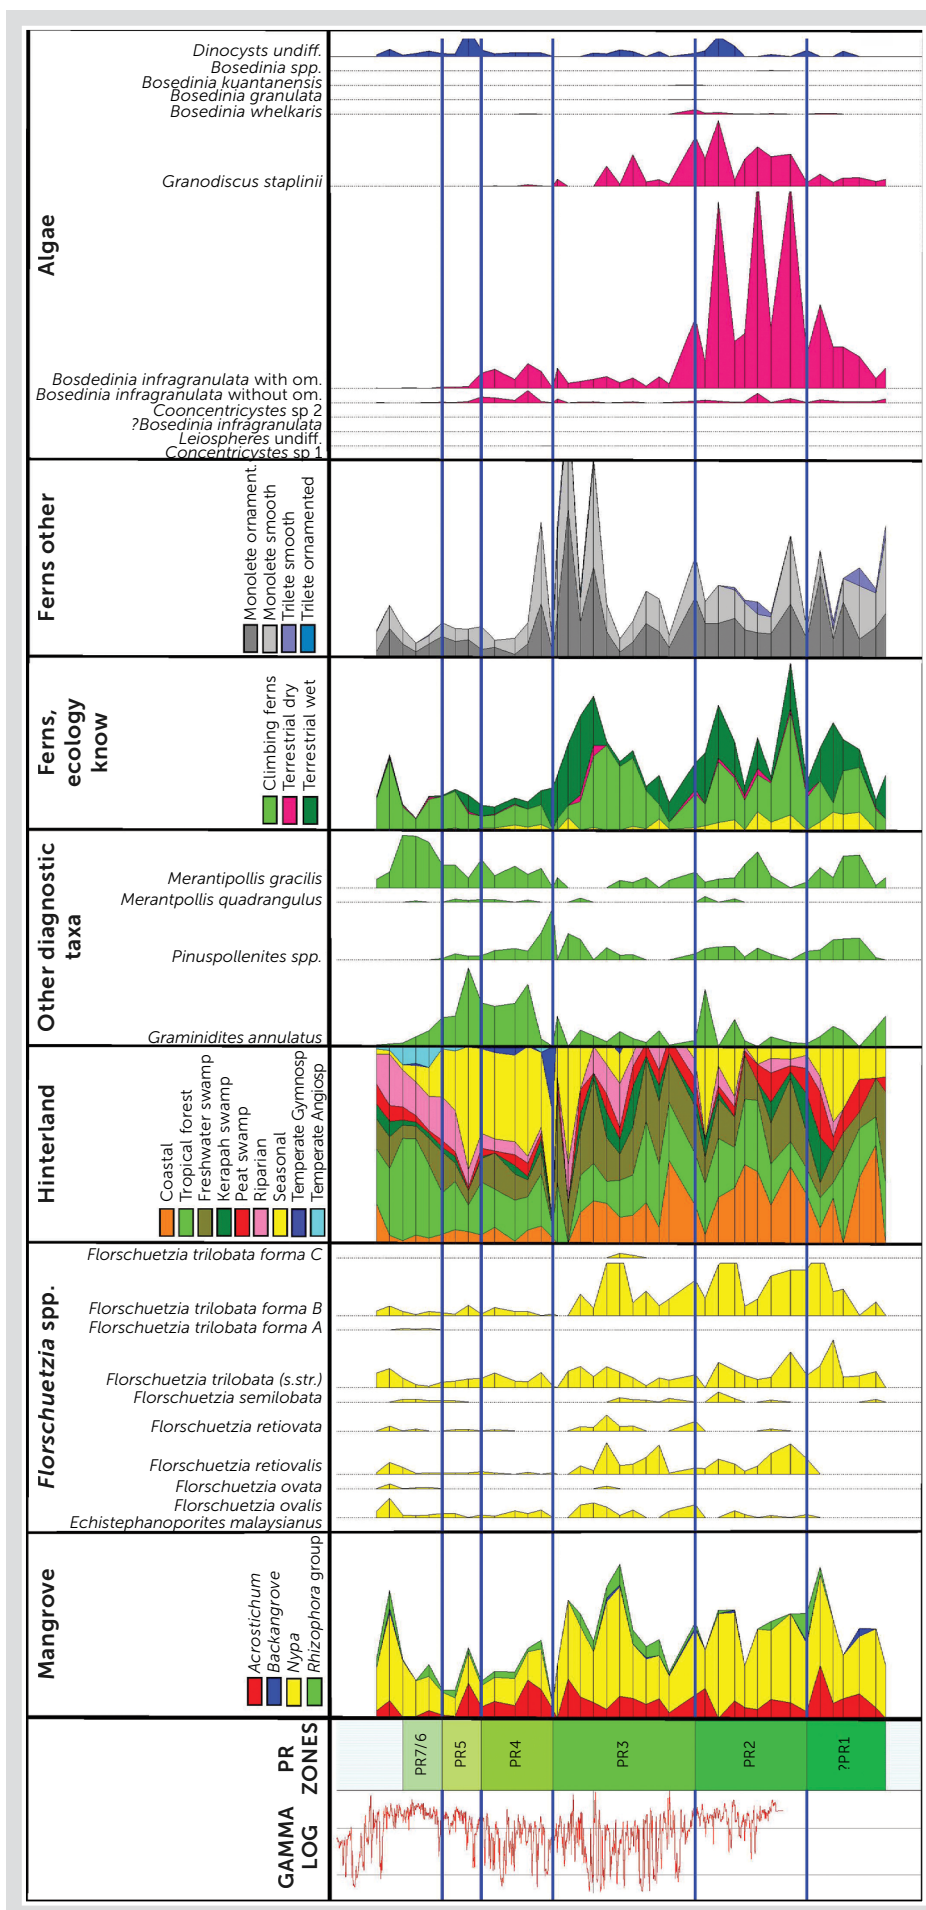 Algae
Dinocysts undiff.
Bosedinia spp.
Bosedinia kuantanensis
Bosedinia granulata
Bosedinia whelkaris
Granodiscus staplinii
Bosdedinia infragranulata with om.
Bosedinia infragranulata without om.
Cooncentricystes sp 2
?Bosedinia infragranulata
Leiospheres undiff.
Concentricystes sp 1
Ferns other
Monolete ornament.
Monolete smooth
Trilete smooth
Trilete ornamented
Ferns,
ecology
know
Climbing ferns
Terrestrial dry
Terrestrial wet
Other diagnostic
taxa
Merantipollis gracilis
Merantpollis quadrangulus
Pinuspollenites spp.
Graminidites annulatus
Hinterland
Coastal
Tropical forest
Freshwater swamp
Kerapah swamp
Peat swamp
Riparian
Seasonal
Temperate Gymnosp
Temperate Angiosp
Florschuetzia spp.
Florschuetzia trilobata forma C
Florschuetzia trilobata forma B
Florschuetzia trilobata forma A
Florschuetzia trilobata (s.str.)
Florschuetzia semilobata
Florschuetzia retiovata
Florschuetzia retiovalis
Florschuetzia ovata
Florschuetzia ovalis
Echistephanoporites malaysianus
Mangrove
Acrostichum
Backangrove
Nypa
Rhizophora group
PR
ZONES
PR7/6
PR5
PR4
PR3
PR2
?PR1
GAMMA
LOG